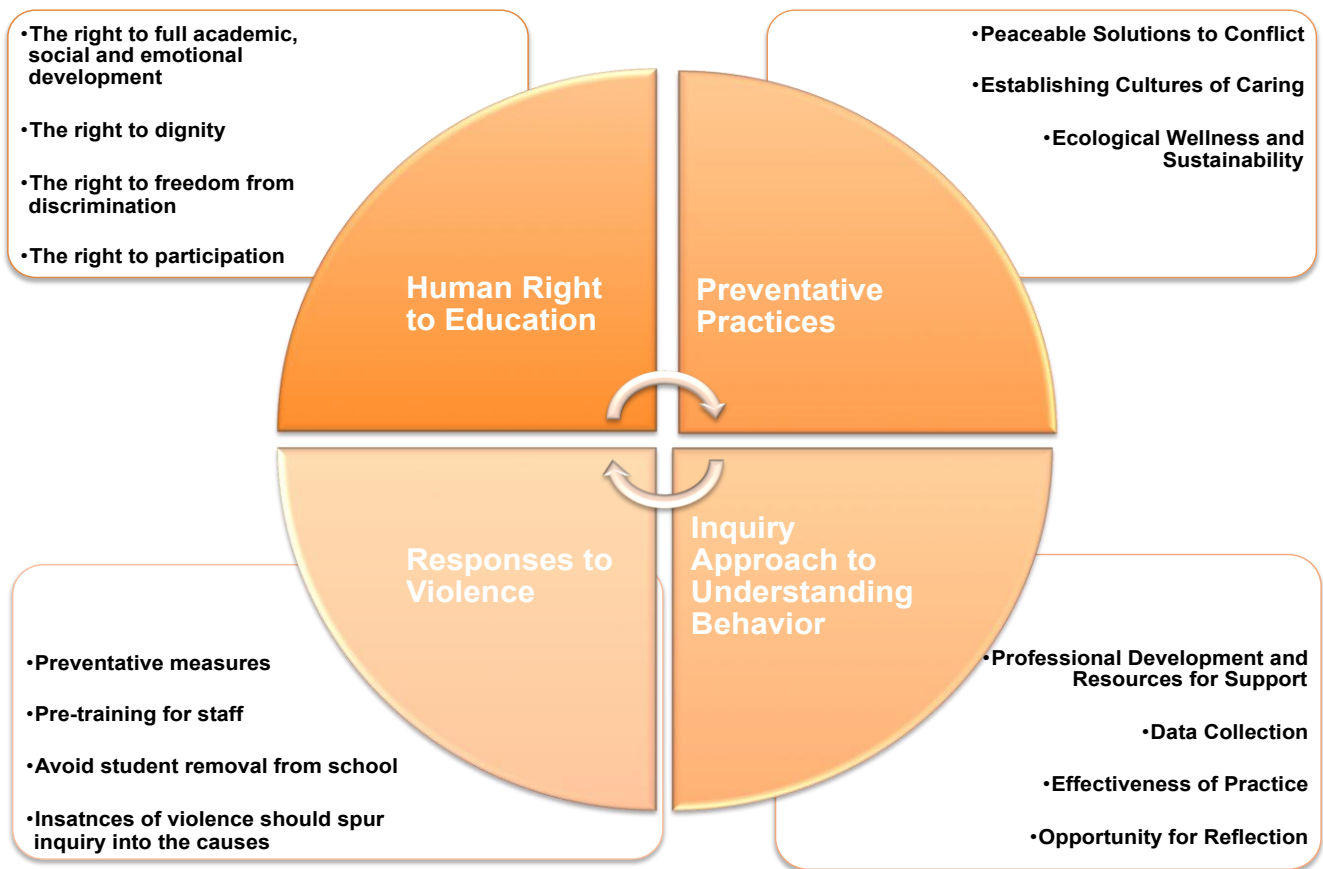 •The right to full academic,
social and emotional
development
•The right to dignity
•The right to freedom from
discrimination
•The right to participation
•Peaceable Solutions to Conflict
•Establishing Cultures of Caring
•Ecological Wellness and
Sustainability
Human Right
to Education
Preventative
Practices
Responses to
Violence
Inquiry
Approach to
Understanding
Behavior
•Preventative measures
•Pre-training for staff
•Avoid student removal from school
•Insatnces of violence should spur
inquiry into the causes
•Professional Development and
Resources for Support
•Data Collection
•Effectiveness of Practice
•Opportunity for Reflection